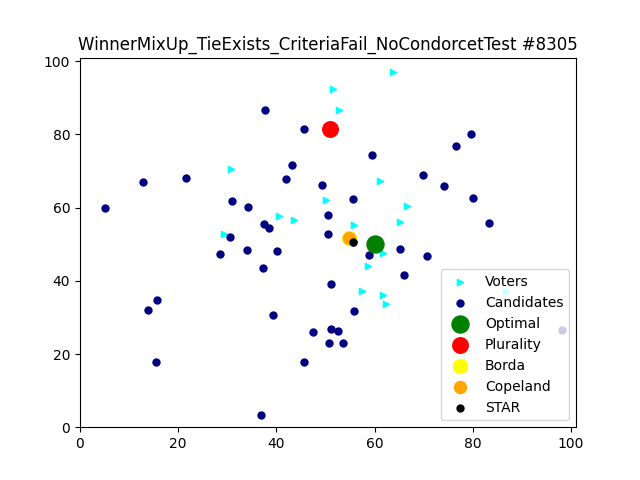 WinnerMixUp_TieExists_CriteriaFail_NoCondorcetTest #8305
100
80
60
40
20
0
0
20
40
60
80
100
Voters
Candidates
Optimal
Plurality
Borda
Copeland
STAR